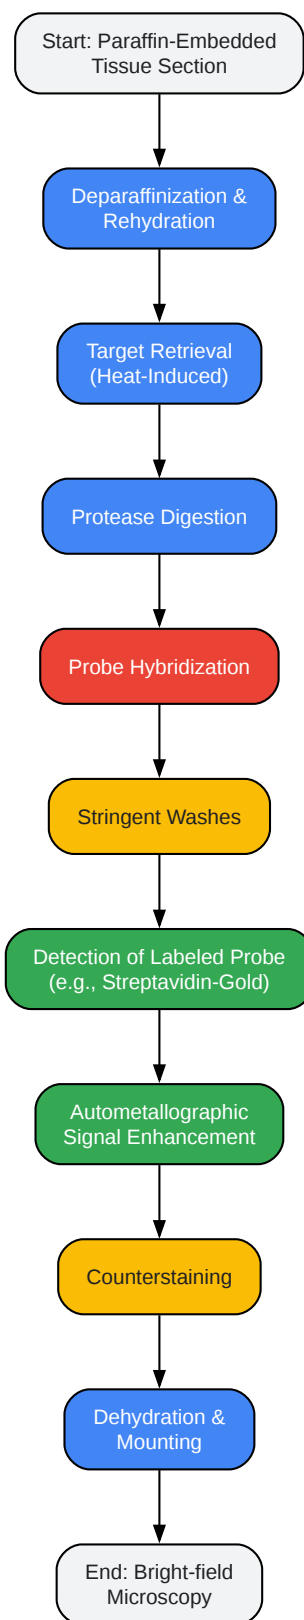 Start: Paraffin-Embedded
Tissue Section
Deparaffinization &
Rehydration
Target Retrieval
(Heat-Induced)
Protease Digestion
Probe Hybridization
Stringent Washes
Detection of Labeled Probe
(e.g., Streptavidin-Gold)
Autometallographic
Signal Enhancement
Counterstaining
Dehydration &
Mounting
End: Bright-field
Microscopy